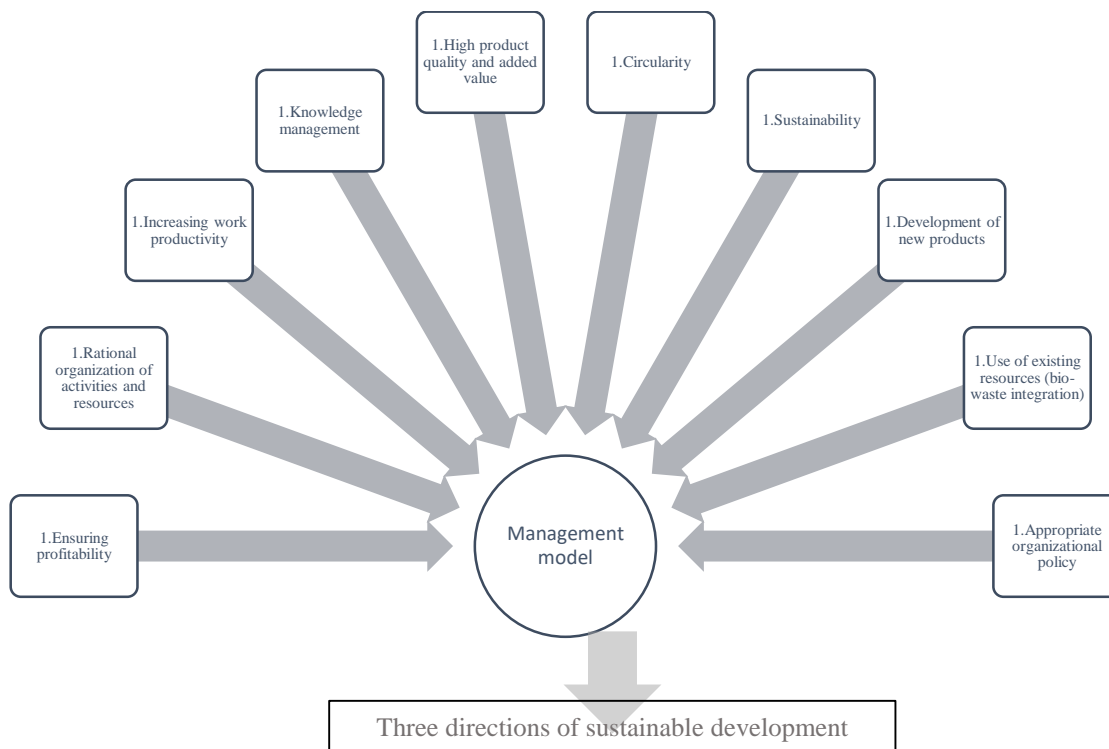 1.High product
quality and added
value
1.Circularity
1.Knowledge
management
1.Sustainability
1.Increasing work
productivity
1.Development of
new products
1.Rational
organization of
activities and
resources
1.Use of existing
resources (bio-
waste integration)
1.Ensuring
profitability
Management
model
1.Appropriate
organizational
policy
Three directions of sustainable development